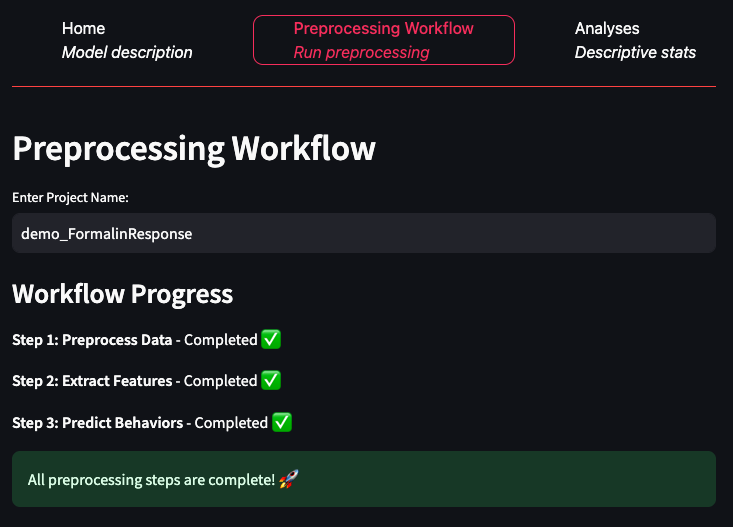 Home
Model description
Preprocessing Workflow
Run preprocessing
Analyses
Descriptive stats
Preprocessing Workflow
Enter Project Name:
demo_FormalinResponse
Workflow Progress
Step 1: Preprocess Data - Completed ✅
Step 2: Extract Features - Completed ✅
Step 3: Predict Behaviors - Completed ✅
All preprocessing steps are complete! 🚀